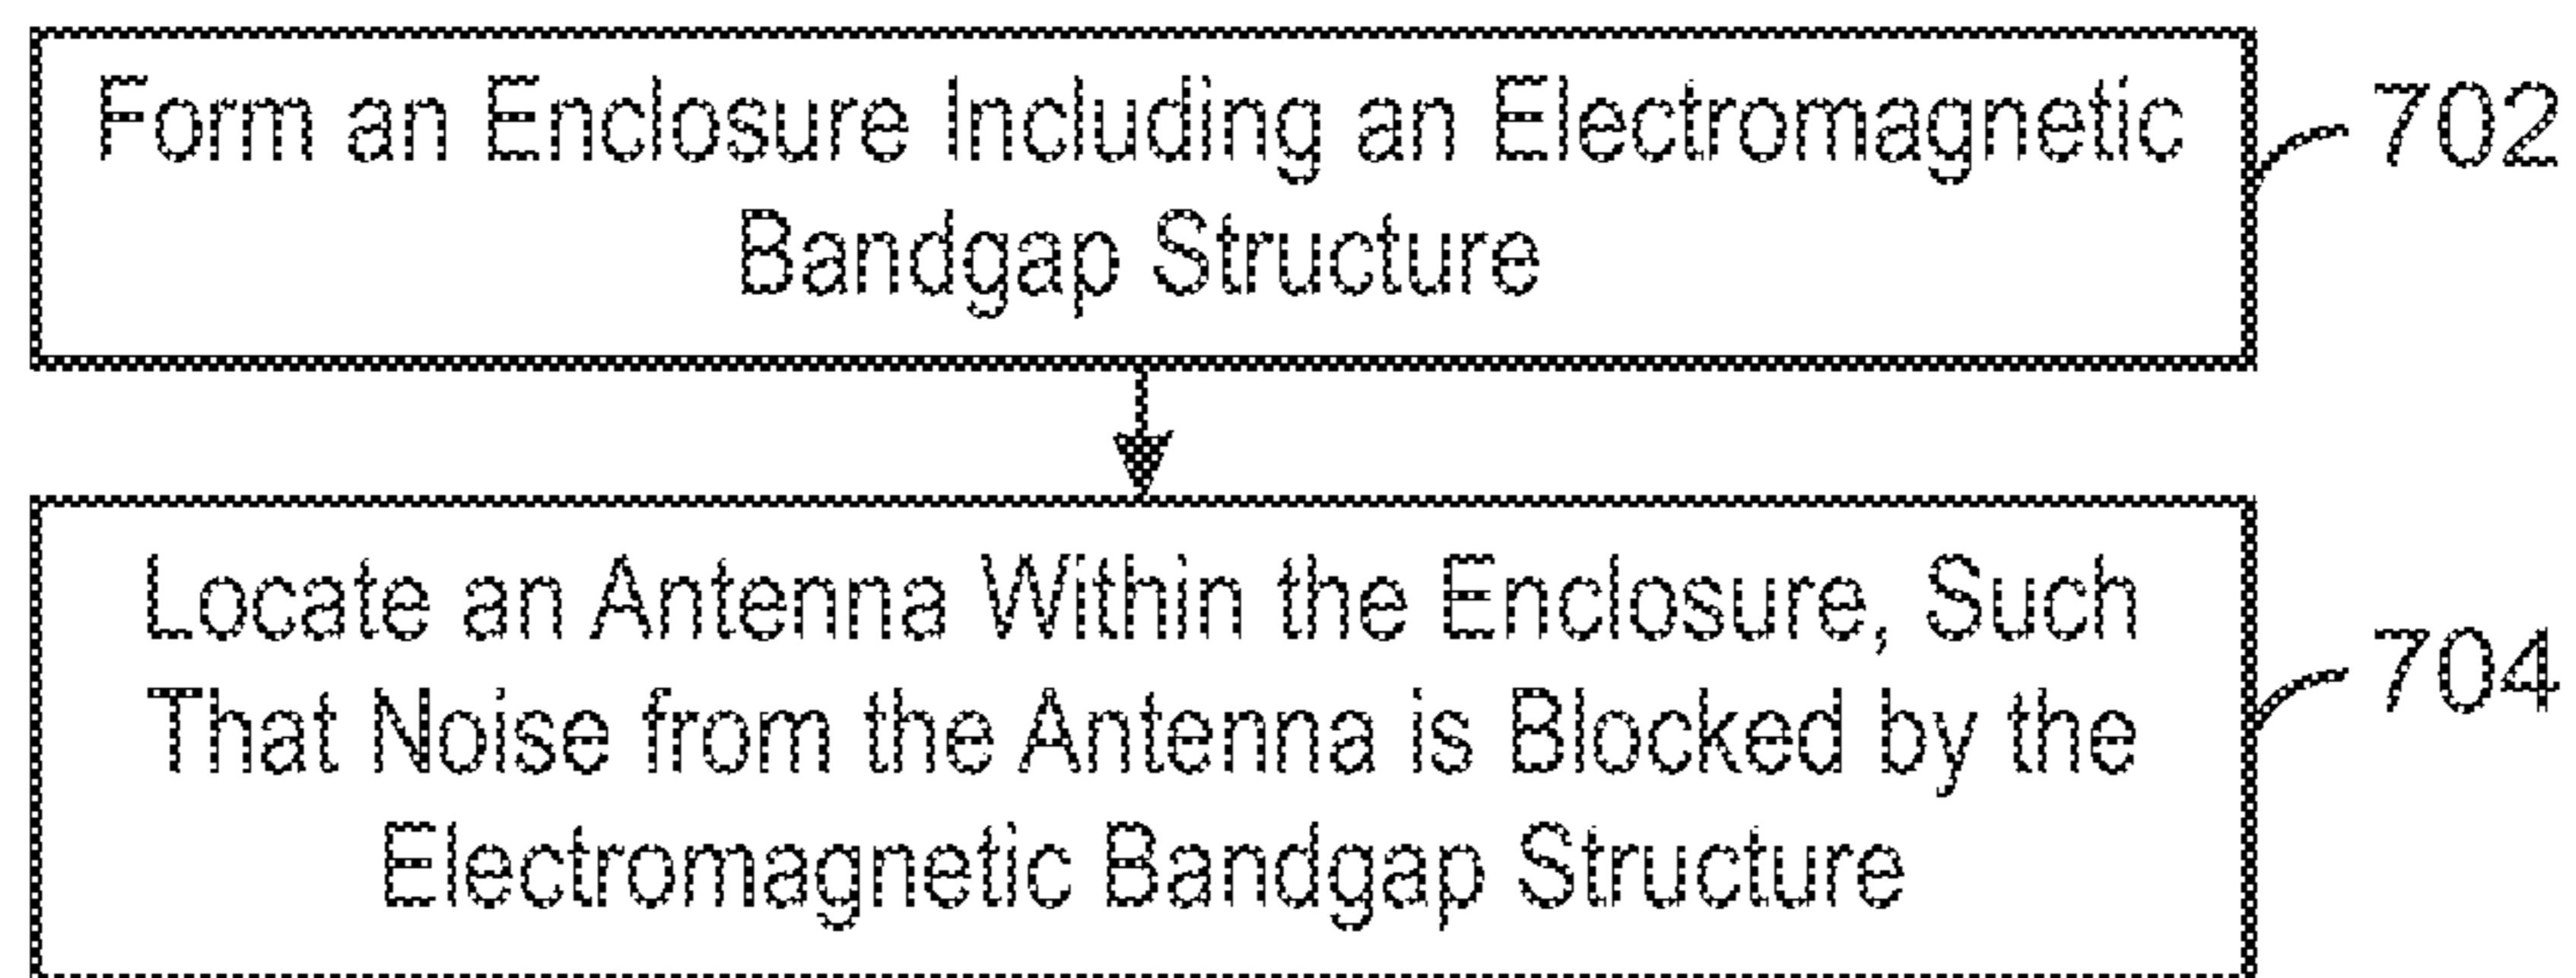 Form an Enclosure Including an Electromagnetic
Bandgap Structure
702
Locate an Antenna Within the Enclosure, Such
That Noise from the Antenna is Blocked by the
Electromagnetic Bandgap Structure
704